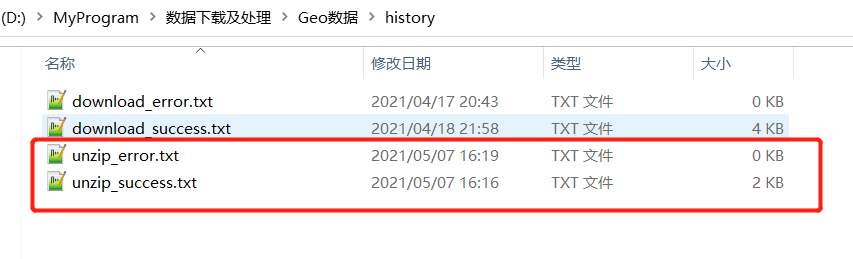 (D:) > MyProgram > 数据下载及处理 > Geo数据 > history
名称 修改日期 类型 大小
download_error.txt 2021/04/17 20:43 TXT 文件 0 KB
download_success.txt 2021/04/18 21:58 TXT 文件 4 KB
unzip_error.txt 2021/05/07 16:19 TXT 文件 0 KB
unzip_success.txt 2021/05/07 16:16 TXT 文件 2 KB